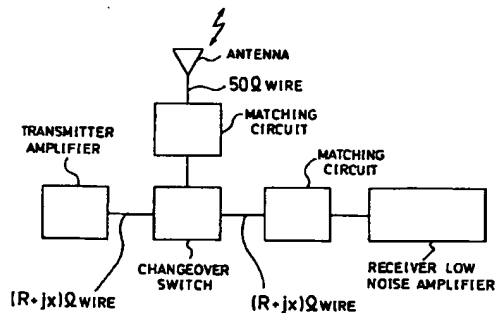 ANTENNA
50Ω WIRE
MATCHING
CIRCUIT
TRANSMITTER
AMPLIFIER
MATCHING
CIRCUIT
CHANGEOVER
SWITCH
RECEIVER LOW
NOISE AMPLIFIER
(R+jx)Ω WIRE
(R+jx)Ω WIRE